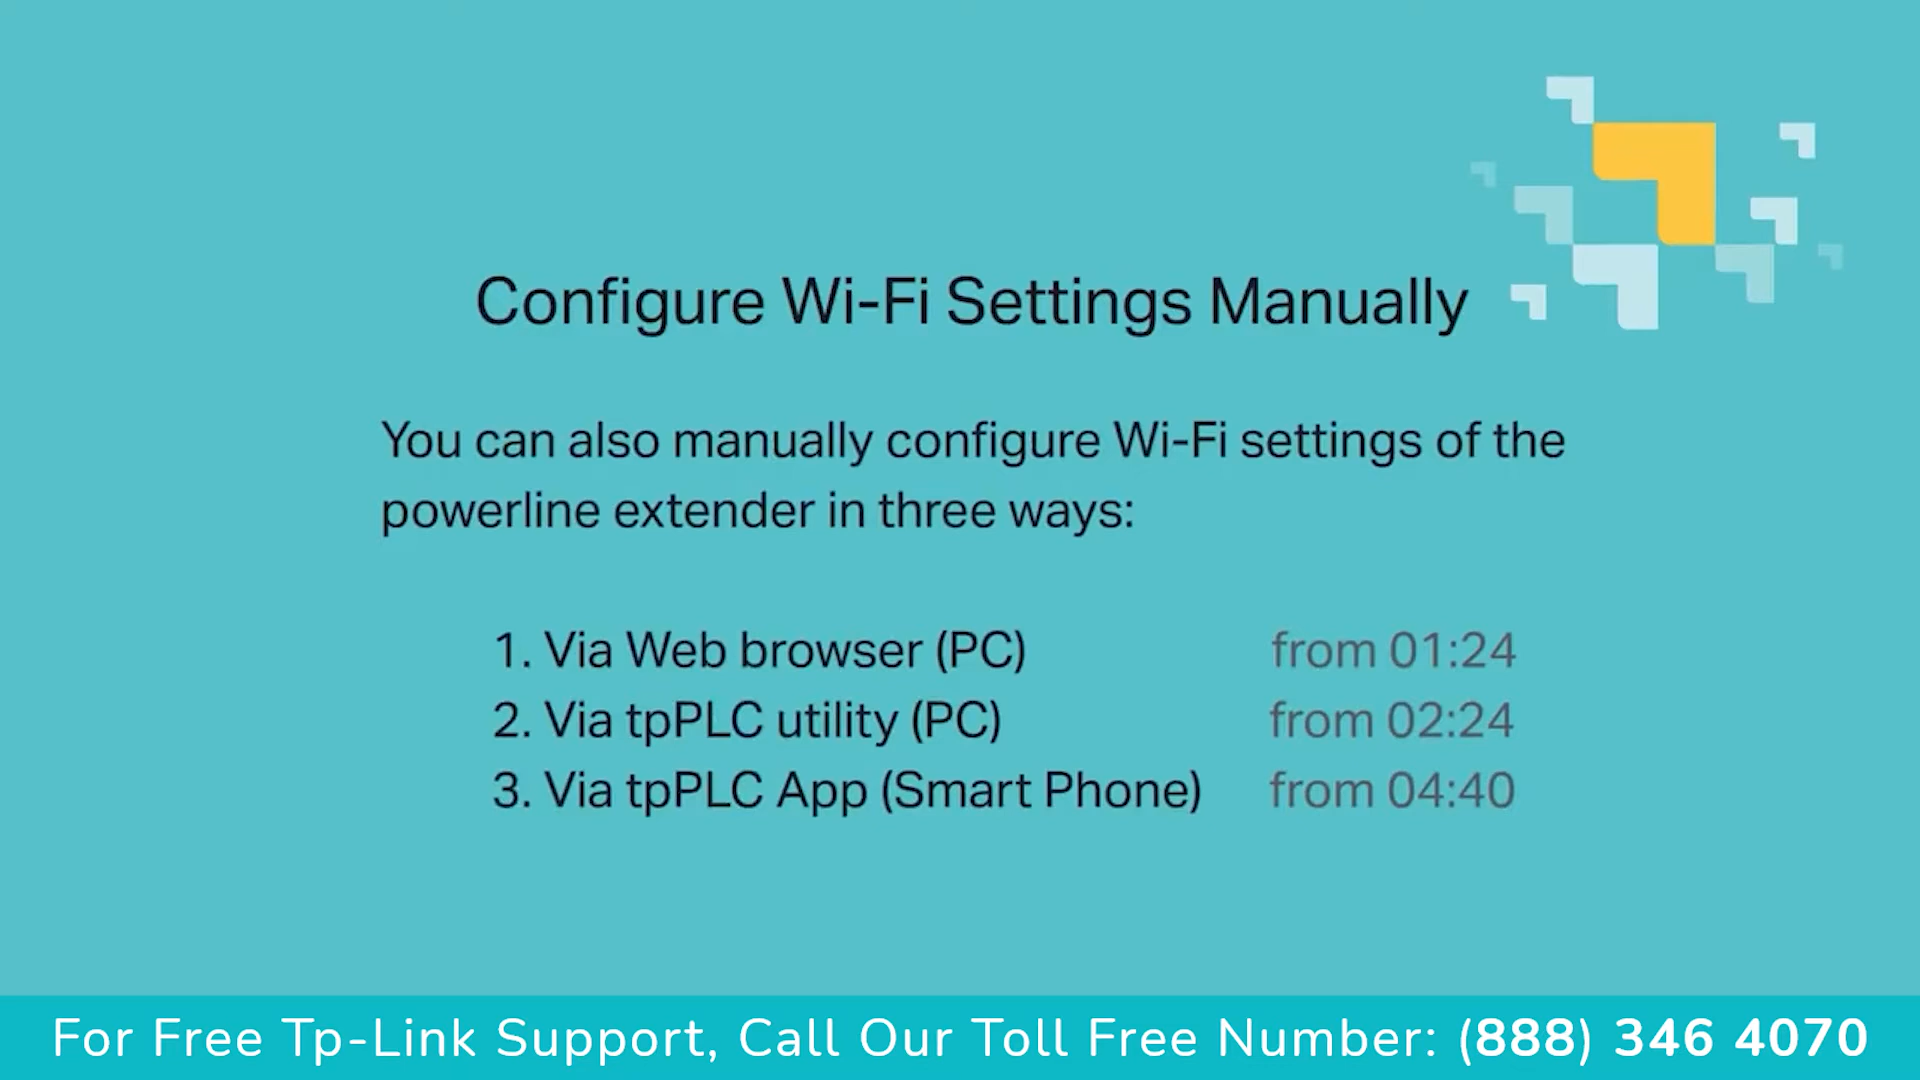 Configure Wi-Fi Settings Manually
You can also manually configure Wi-Fi settings of the
powerline extender in three ways:
1. Via Web browser (PC) from 01:24
2. Via tpPLC utility (PC) from 02:24
3. Via tpPLC App (Smart Phone) from 04:40
For Free Tp-Link Support, Call Our Toll Free Number: (888) 346 4070